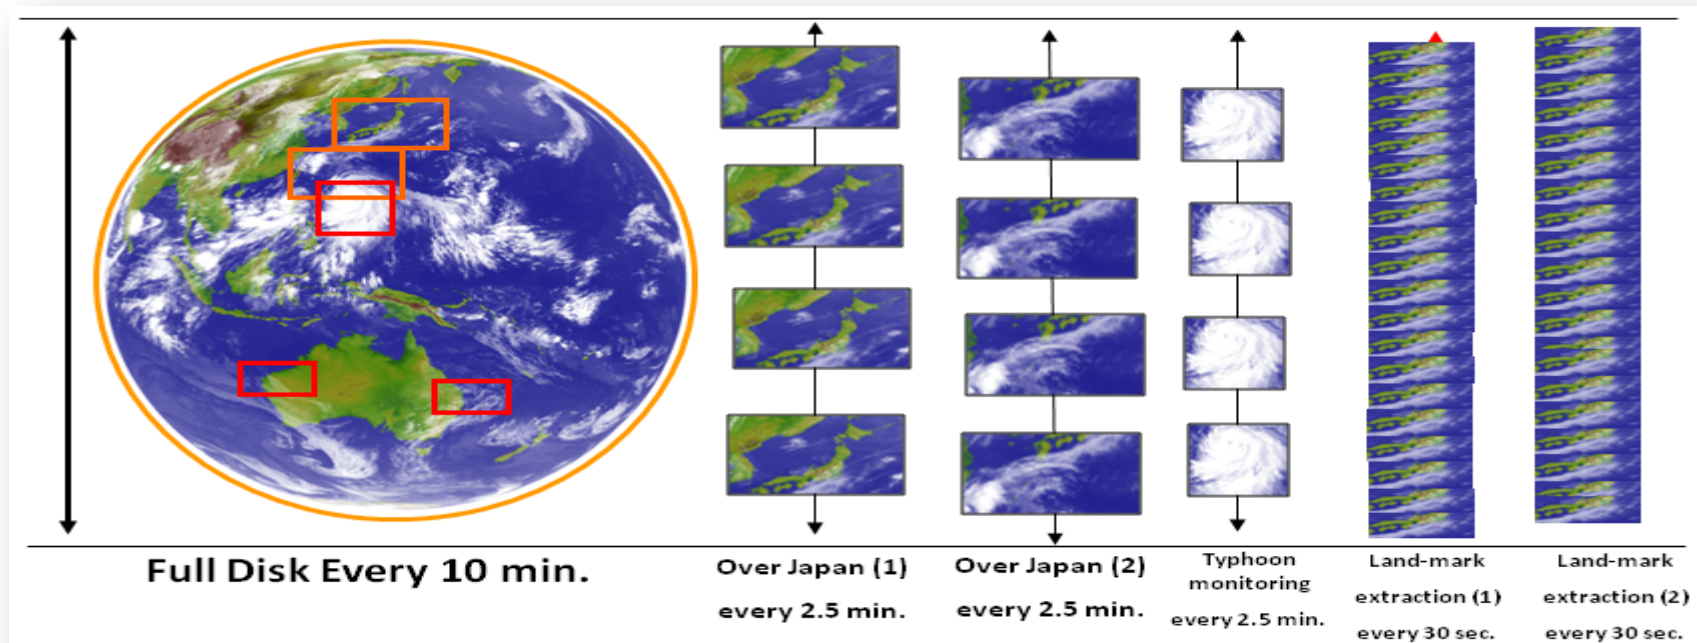 Full Disk Every 10 min.
Over Japan (1)
every 2.5 min.
Over Japan (2)
every 2.5 min.
Typhoon
monitoring
every 2.5 min.
Land-mark
extraction (1)
every 30 sec.
Land-mark
extraction (2)
every 30 sec.